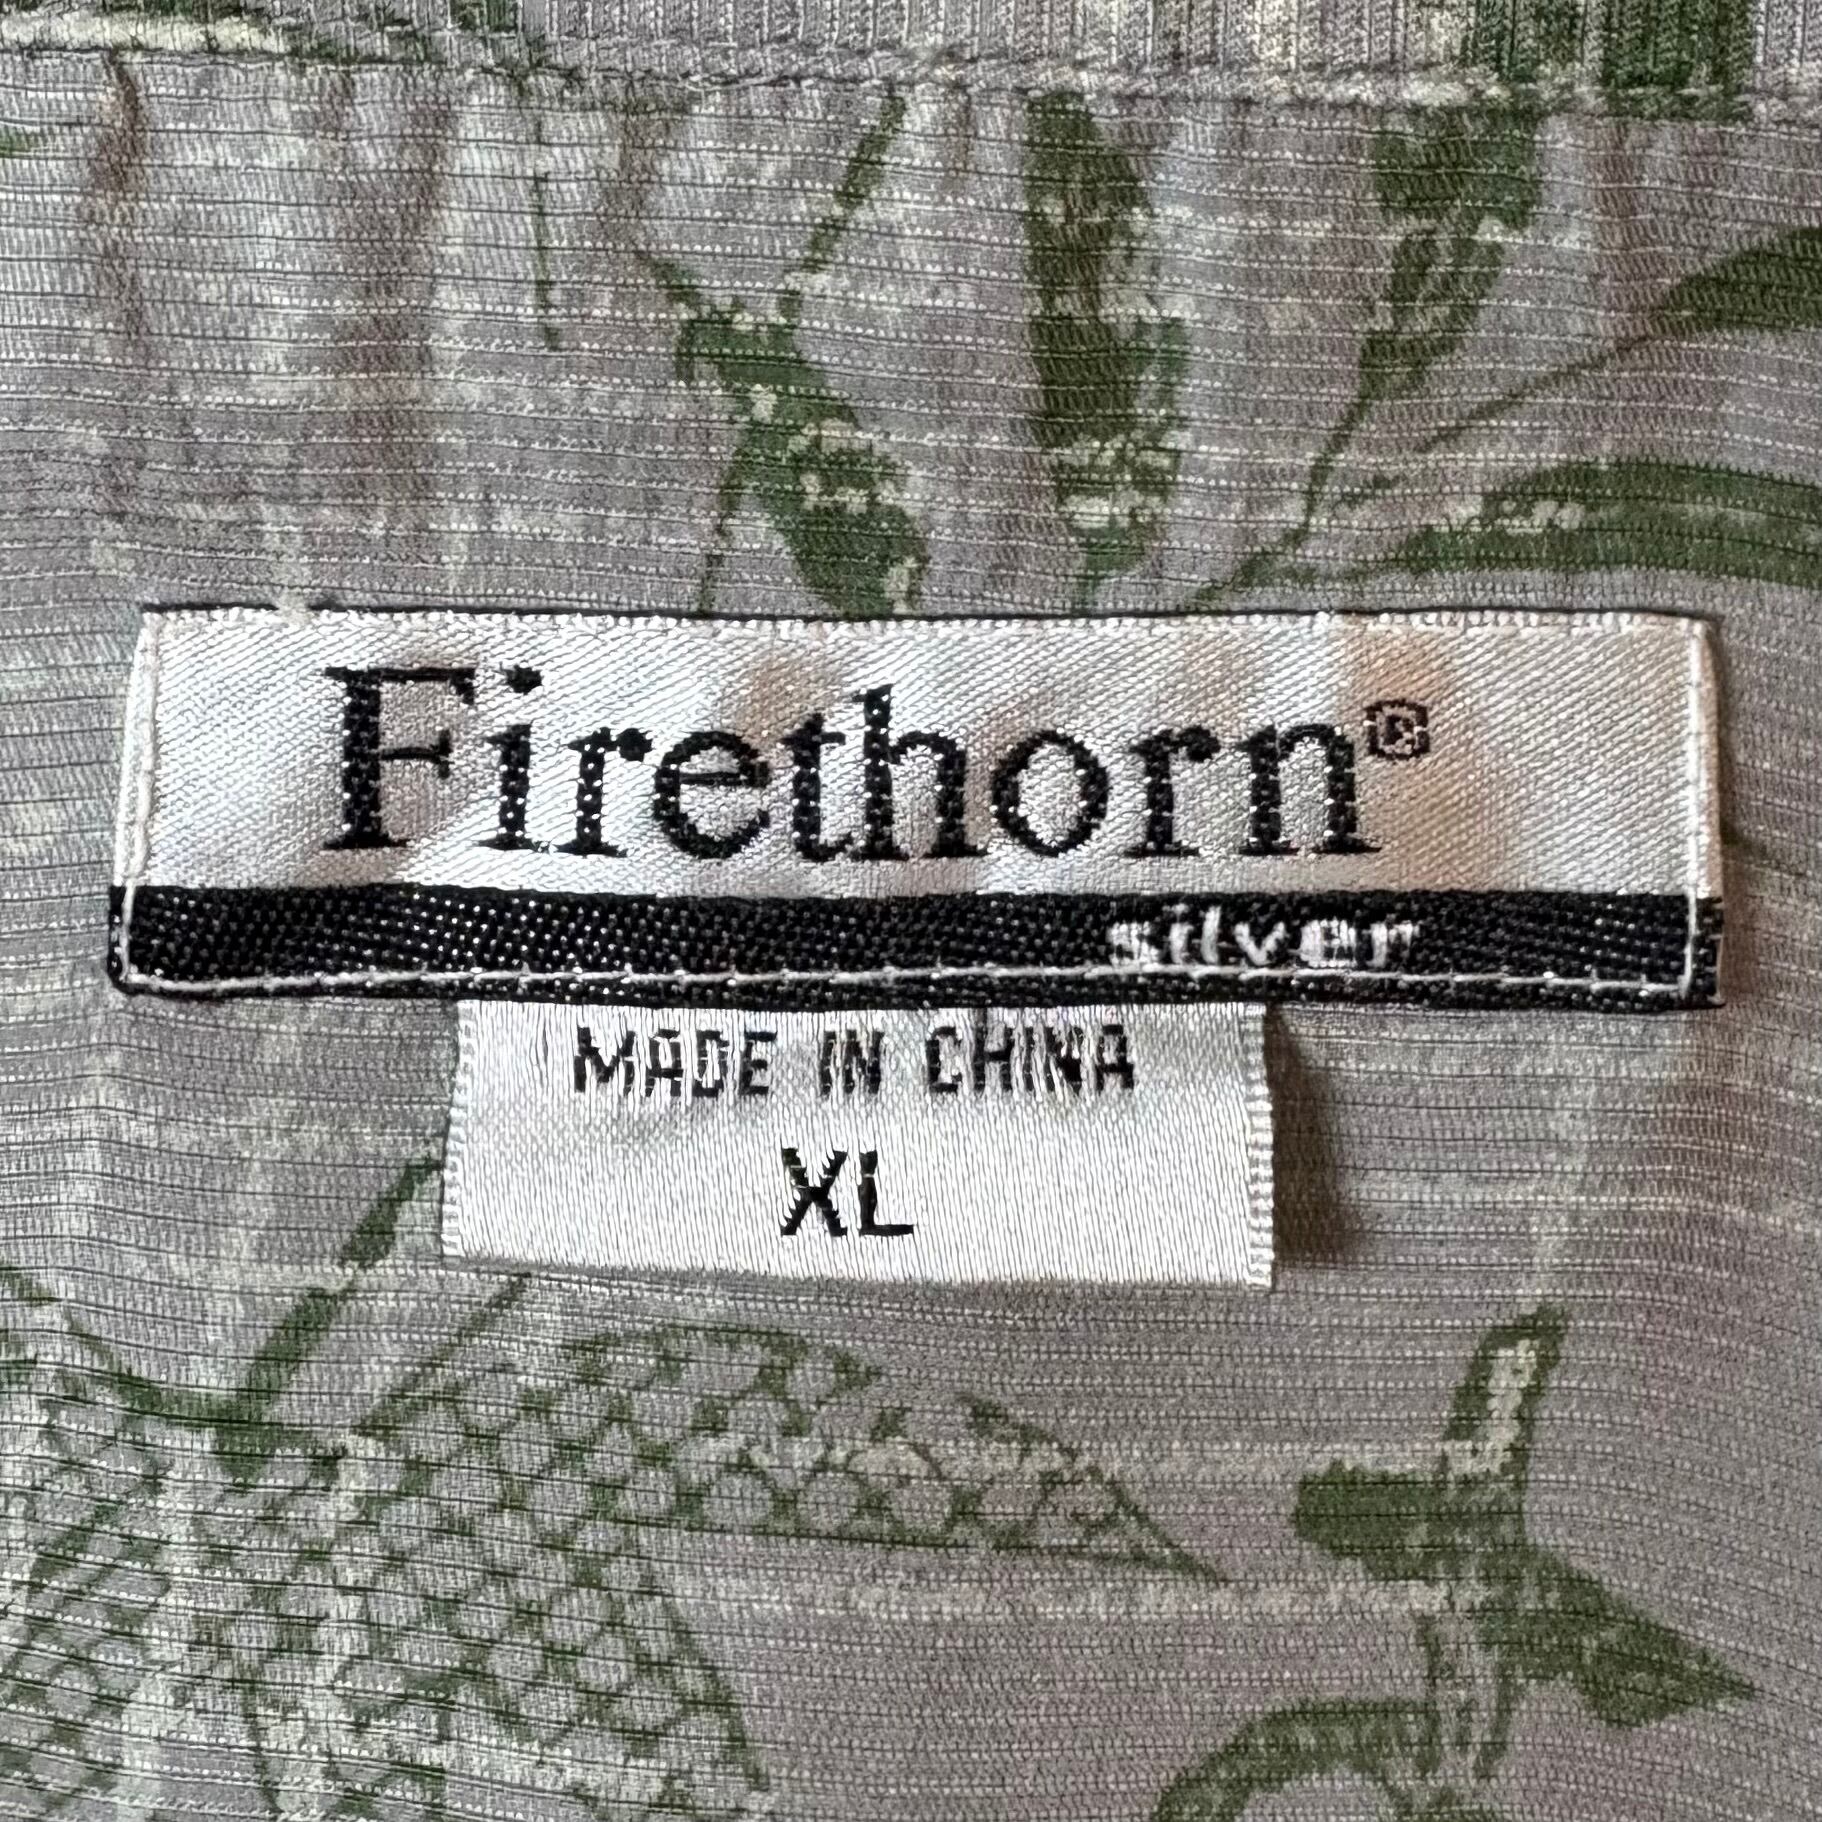 Firethorn®
silver
MADE IN CHINA
XL